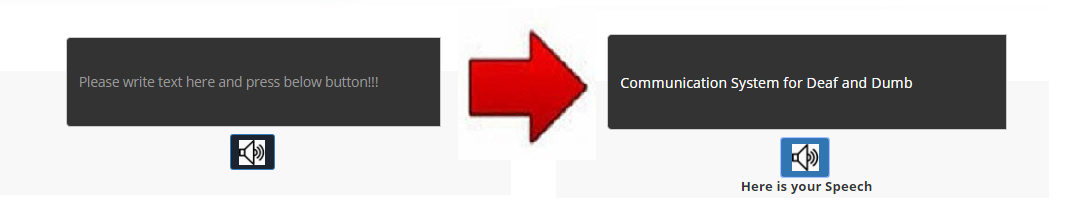 Please write text here and press below button!!!
Communication System for Deaf and Dumb
Here is your Speech